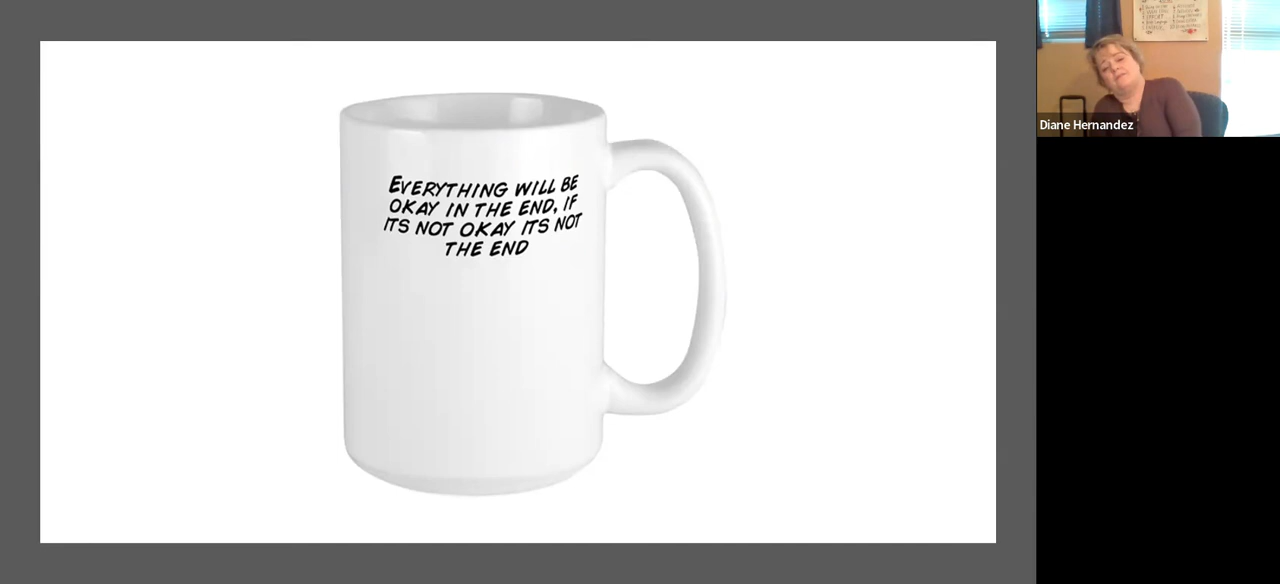 EVERYTHING WILL BE
OKAY IN THE END, IF
ITS NOT OKAY ITS NOT
THE END
Diane Hernandez